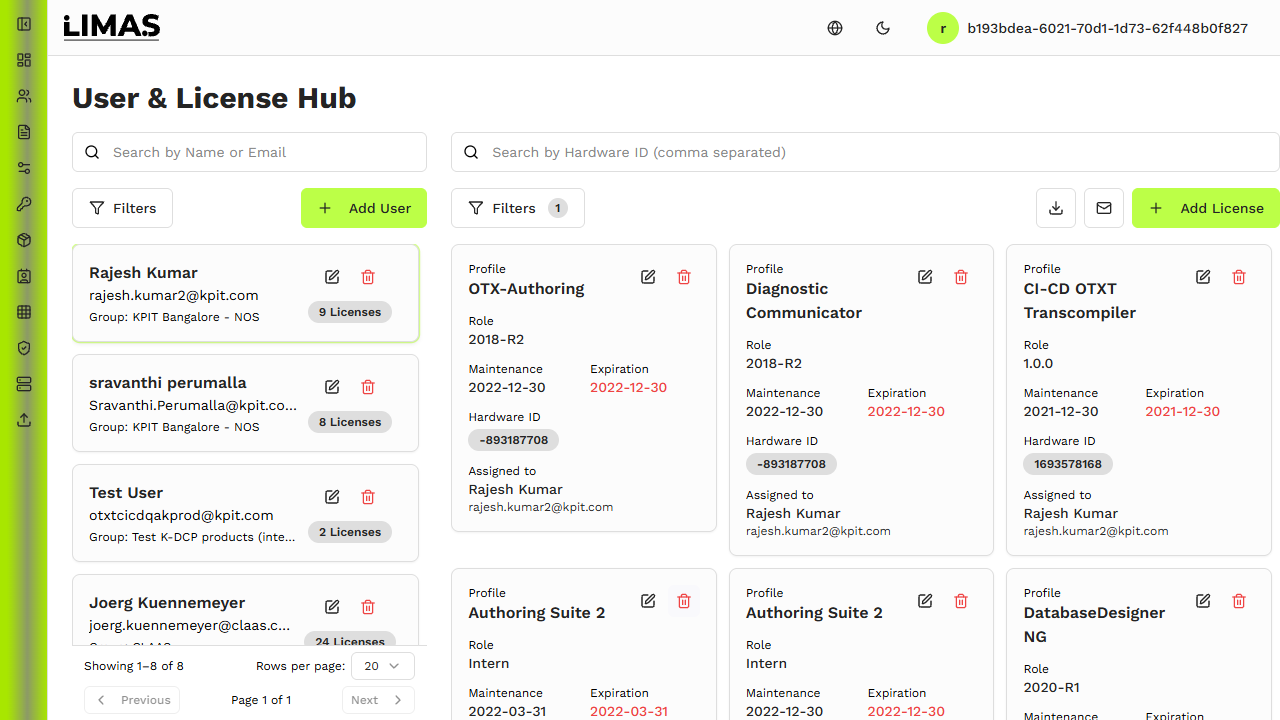 LIMAS
r
b193bdea-6021-70d1-1d73-62f448b0f827
User & License Hub
Search by Name or Email
Filters
Add User
Rajesh Kumar
rajesh.kumar2@kpit.com
Group: KPIT Bangalore - NOS
9 Licenses
sravanthi perumalla
Sravanthi.Perumalla@kpit.co...
Group: KPIT Bangalore - NOS
8 Licenses
Test User
otxtcicdqakprod@kpit.com
Group: Test K-DCP products (inte...
2 Licenses
Joerg Kuennemeyer
joerg.kuennemeyer@claas.c...
24 Licenses
Showing 1–8 of 8
Rows per page:
20
Previous
Page 1 of 1
Next
Search by Hardware ID (comma separated)
Filters
1
Add License
Profile
OTX-Authoring
Role
2018-R2
Maintenance
2022-12-30
Expiration
2022-12-30
Hardware ID
-893187708
Assigned to
Rajesh Kumar
rajesh.kumar2@kpit.com
Profile
Diagnostic
Communicator
Role
2018-R2
Maintenance
2022-12-30
Expiration
2022-12-30
Hardware ID
-893187708
Assigned to
Rajesh Kumar
rajesh.kumar2@kpit.com
Profile
CI-CD OTXT
Transcompiler
Role
1.0.0
Maintenance
2021-12-30
Expiration
2021-12-30
Hardware ID
1693578168
Assigned to
Rajesh Kumar
rajesh.kumar2@kpit.com
Profile
Authoring Suite 2
Role
Intern
Maintenance
2022-03-31
Expiration
2022-03-31
Profile
Authoring Suite 2
Role
Intern
Maintenance
2022-12-30
Expiration
2022-12-30
Profile
DatabaseDesigner
NG
Role
2020-R1
Maintenance
Expiration